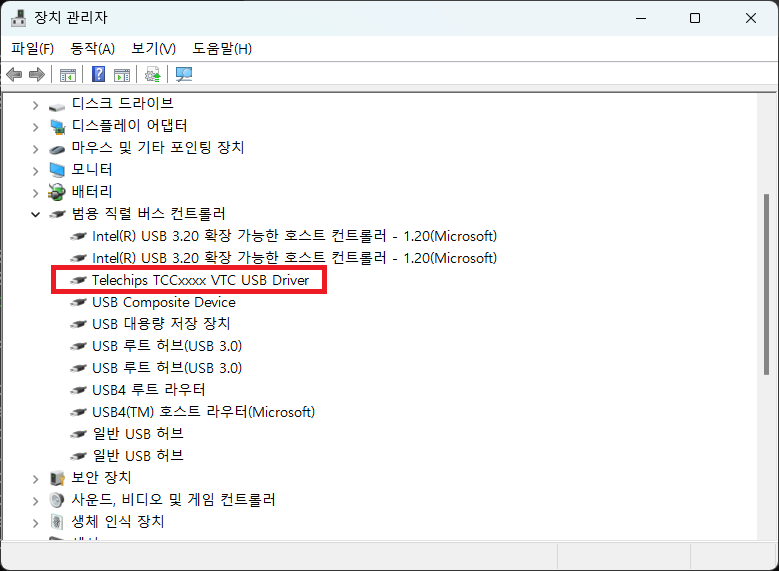 장치 관리자
파일(F) 동작(A) 보기(V) 도움말(H)
디스크 드라이브
디스플레이 어댑터
마우스 및 기타 포인팅 장치
모니터
배터리
범용 직렬 버스 컨트롤러
Intel(R) USB 3.20 확장 가능한 호스트 컨트롤러 - 1.20(Microsoft)
Intel(R) USB 3.20 확장 가능한 호스트 컨트롤러 - 1.20(Microsoft)
Telechips TCCxxxx VTC USB Driver
USB Composite Device
USB 대용량 저장 장치
USB 루트 허브(USB 3.0)
USB 루트 허브(USB 3.0)
USB4 루트 라우터
USB4(TM) 호스트 라우터(Microsoft)
일반 USB 허브
일반 USB 허브
보안 장치
사운드, 비디오 및 게임 컨트롤러
생체 인식 장치